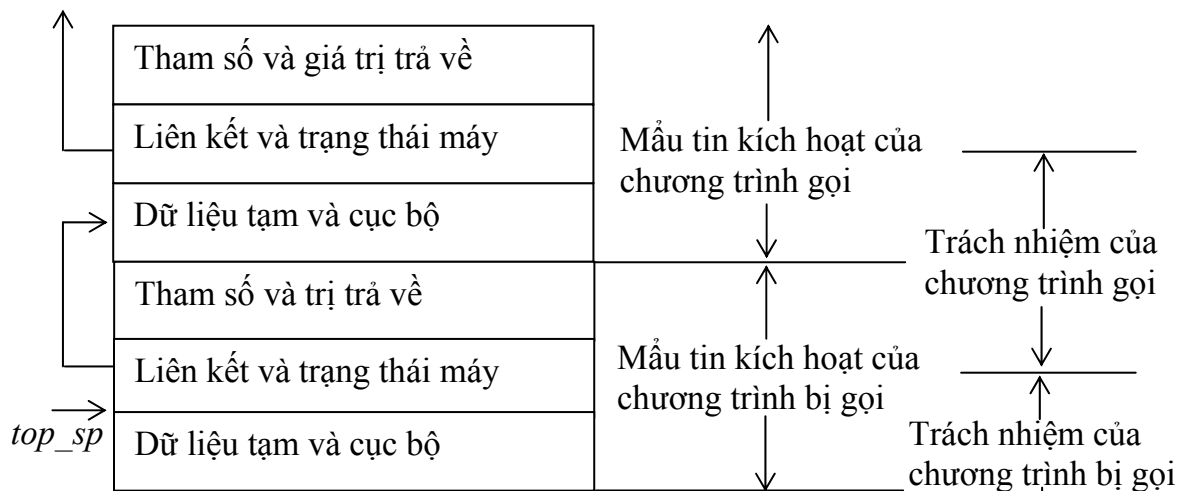 Tham số và giá trị trả về
Liên kết và trạng thái máy
Dữ liệu tạm và cục bộ
Tham số và trị trả về
Liên kết và trạng thái máy
Dữ liệu tạm và cục bộ
top_sp
Mẩu tin kích hoạt của
chương trình gọi
Mẩu tin kích hoạt của
chương trình bị gọi
Trách nhiệm của
chương trình gọi
Trách nhiệm của
chương trình bị gọi